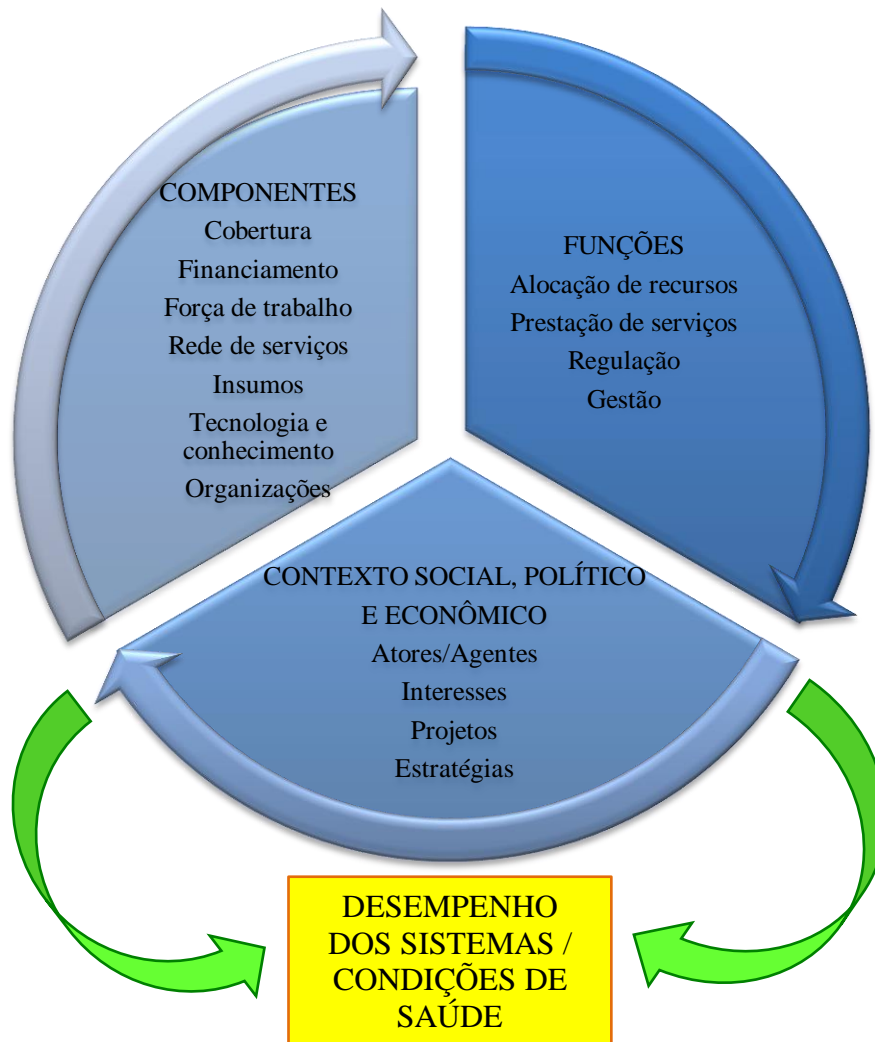 COMPONENTES
Cobertura
Financiamento
Força de trabalho
Rede de serviços
Insumos
Tecnologia e
conhecimento
Organizações
FUNÇÕES
Alocação de recursos
Prestação de serviços
Regulação
Gestão
CONTEXTO SOCIAL, POLÍTICO
E ECONÔMICO
Atores/Agentes
Interesses
Projetos
Estratégias
DESEMPENHO
DOS SISTEMAS /
CONDIÇÕES DE
SAÚDE